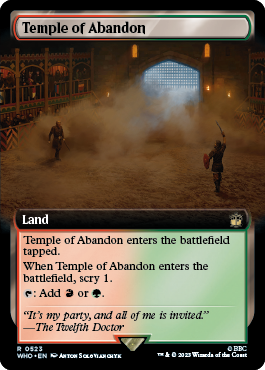 Temple of Abandon
Land
Temple of Abandon enters the battlefield
tapped.
When Temple of Abandon enters the
battlefield, scry 1.
: Add or .
"It's my party, and all of me is invited."
—The Twelfth Doctor
R 0523
WHO • EN Anton Solovianchyk
© BBC
™ & © 2023 Wizards of the Coast